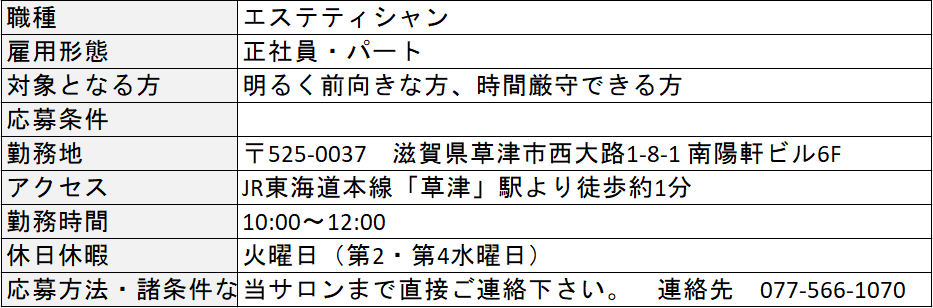 職種 エステティシャン
雇用形態 正社員・パート
対象となる方 明るく前向きな方、時間厳守できる方
応募条件
勤務地 〒525-0037　滋賀県草津市西大路1-8-1 南陽軒ビル6F
アクセス JR東海道本線「草津」駅より徒歩約1分
勤務時間 10:00～12:00
休日休暇 火曜日（第2・第4水曜日）
応募方法・諸条件な 当サロンまで直接ご連絡下さい。　連絡先　077-566-1070